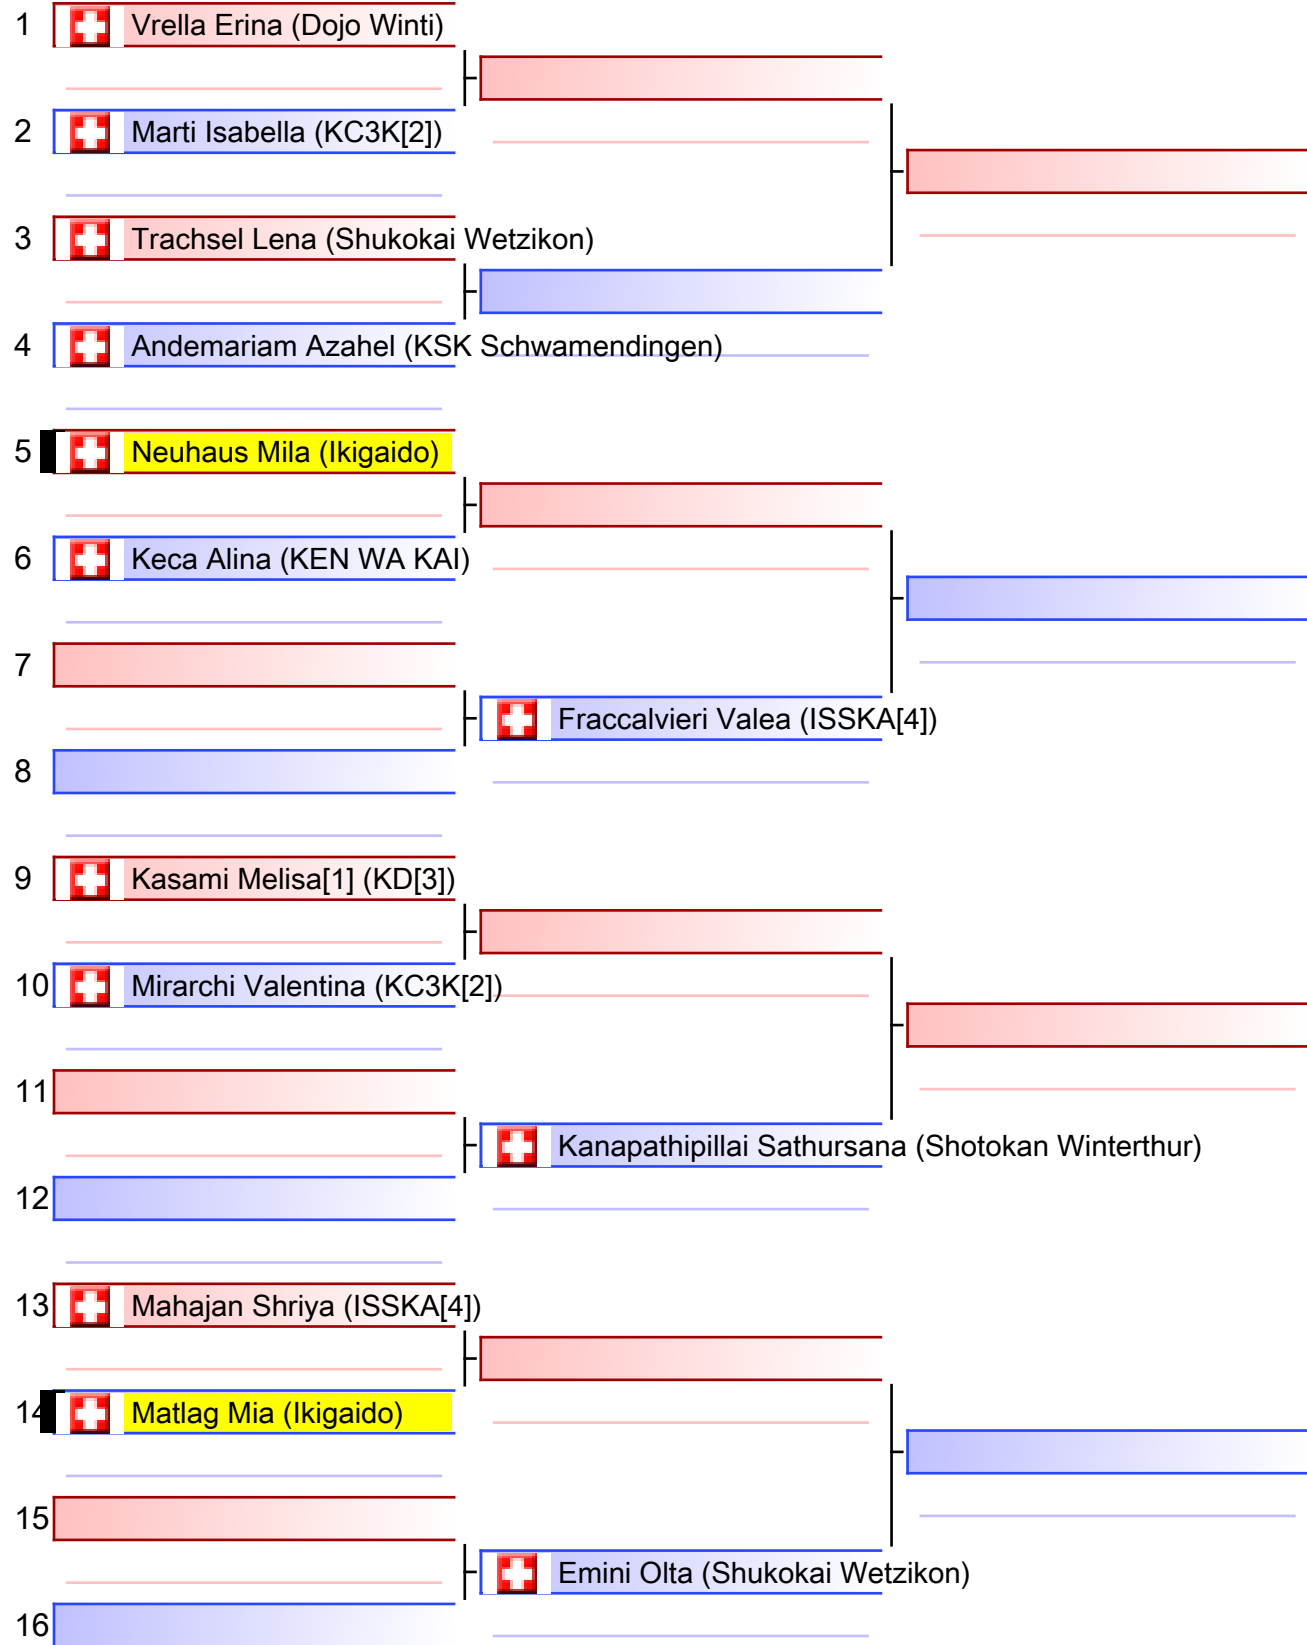 1 Vrella Erina (Dojo Winti)
2 Marti Isabella (KC3K[2])
3 Trachsel Lena (Shukokai Wetzikon)
4 Andemariam Azahel (KSK Schwamendingen)
5 Neuhaus Mila (Ikigaido)
6 Keca Alina (KEN WA KAI)
7
Fraccalvieri Valea (ISSKA[4])
8
9 Kasami Melisa[1] (KD[3])
10 Mirarchi Valentina (KC3K[2])
11
Kanapathipillai Sathursana (Shotokan Winterthur)
12
13 Mahajan Shriya (ISSKA[4])
14 Matlag Mia (Ikigaido)
15
Emini Olta (Shukokai Wetzikon)
16